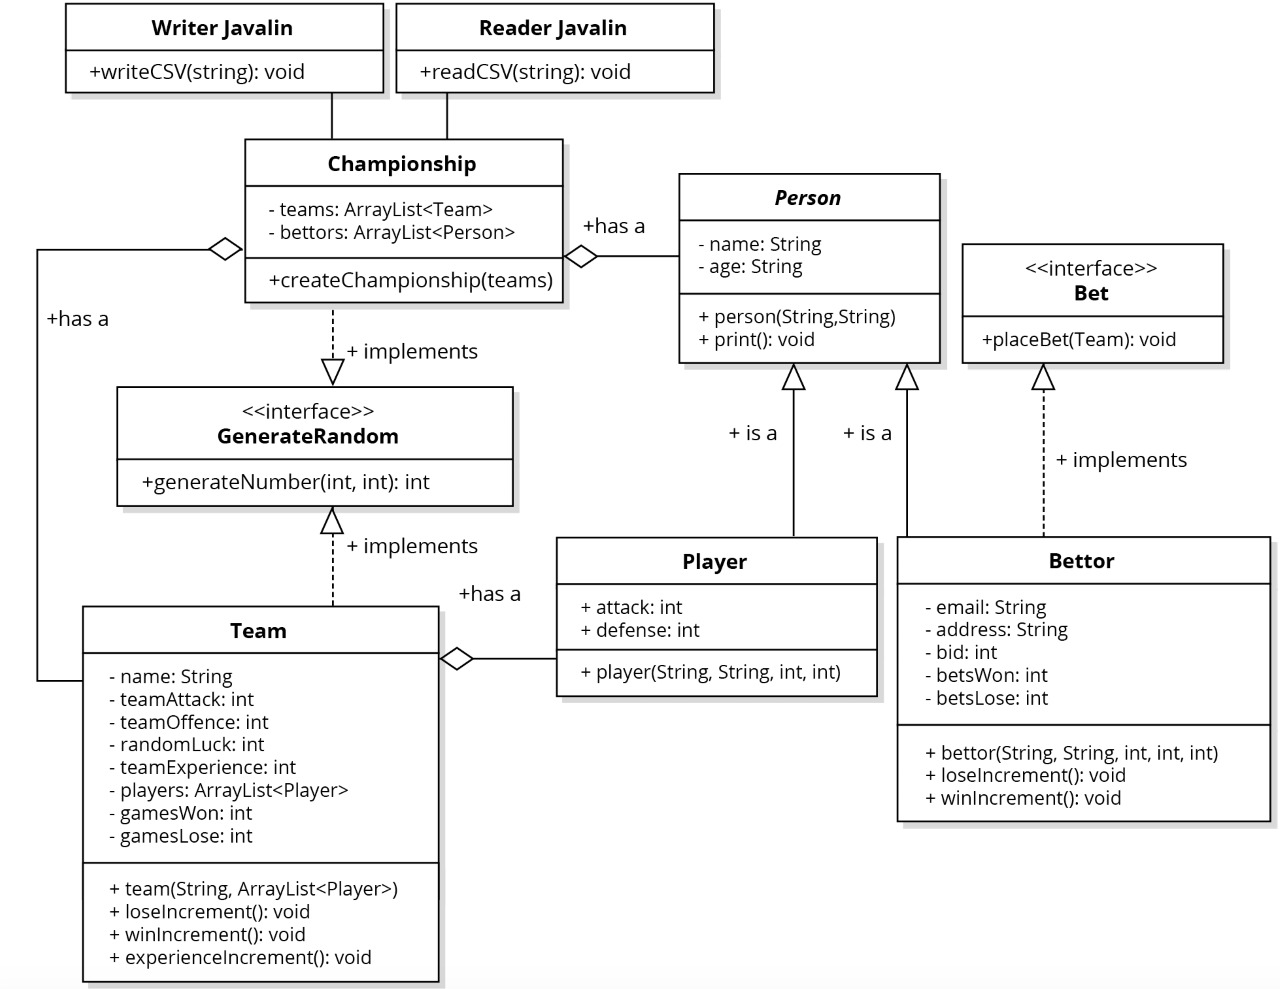 Writer Javalin
+writeCSV(string): void
Reader Javalin
+readCSV(string): void
Championship
- teams: ArrayList<Team>
- bettors: ArrayList<Person>
+createChampionship(teams)
+has a
Person
- name: String
- age: String
+ person(String,String)
+ print(): void
<<interface>>
Bet
+placeBet(Team): void
+has a
+ implements
<<interface>>
GenerateRandom
+generateNumber(int, int): int
+ is a
+ is a
+ implements
+ implements
+has a
Player
+ attack: int
+ defense: int
+ player(String, String, int, int)
Bettor
- email: String
- address: String
- bid: int
- betsWon: int
- betsLose: int
+ bettor(String, String, int, int, int)
+ loseIncrement(): void
+ winIncrement(): void
Team
- name: String
- teamAttack: int
- teamOffence: int
- randomLuck: int
- teamExperience: int
- players: ArrayList<Player>
- gamesWon: int
- gamesLose: int
+ team(String, ArrayList<Player>)
+ loseIncrement(): void
+ winIncrement(): void
+ experienceIncrement(): void